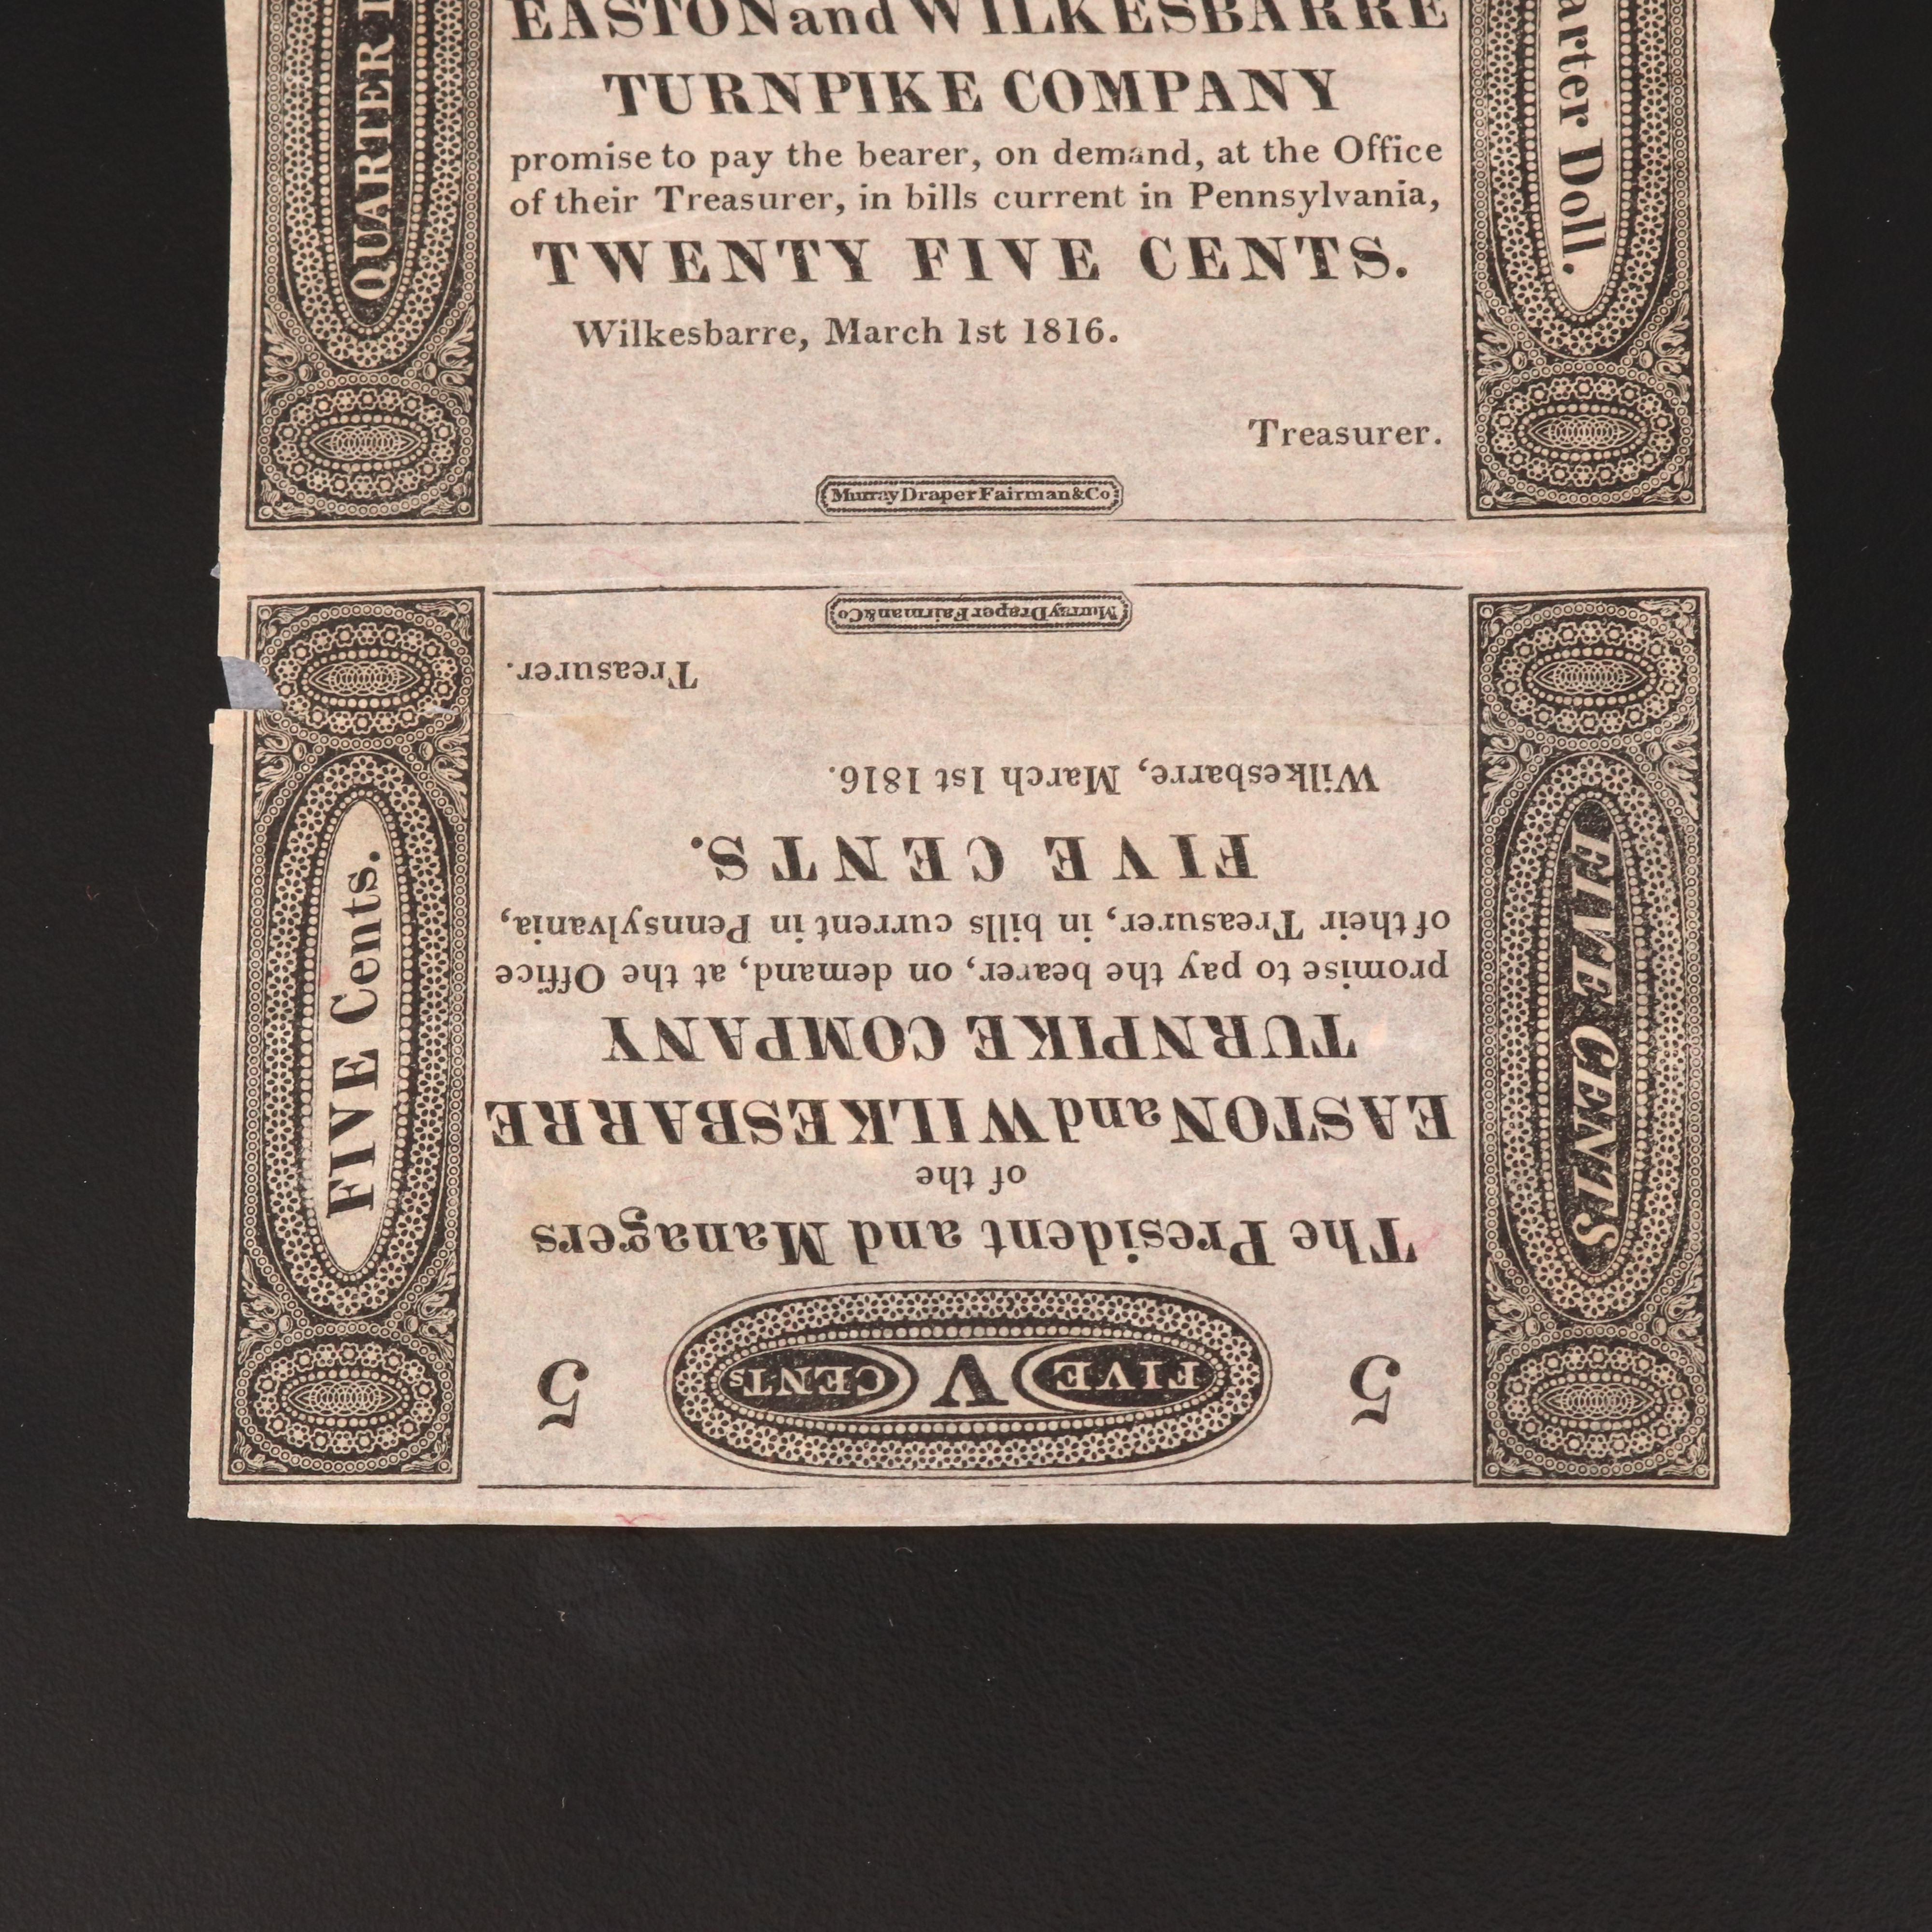 QUARTER
EASTON and WILKESBARRE
TURNPIKE COMPANY
promise to pay the bearer, on demand, at the Office
of their Treasurer, in bills current in Pennsylvania,
TWENTY FIVE CENTS.
Wilkesbarre, March 1st 1816.
Treasurer.
Murray Draper Fairman & Co
arter Doll.
5
FIVE V CENTs
5
The President and Managers
of the
EASTON and WILKESBARRE
TURNPIKE COMPANY
promise to pay the bearer, on demand, at the Office
of their Treasurer, in bills current in Pennsylvania,
FIVE CENTS.
Wilkesbarre, March 1st 1816.
Treasurer.
Murray Draper Fairman & Co
FIVE CENTS
FIVE Cents.